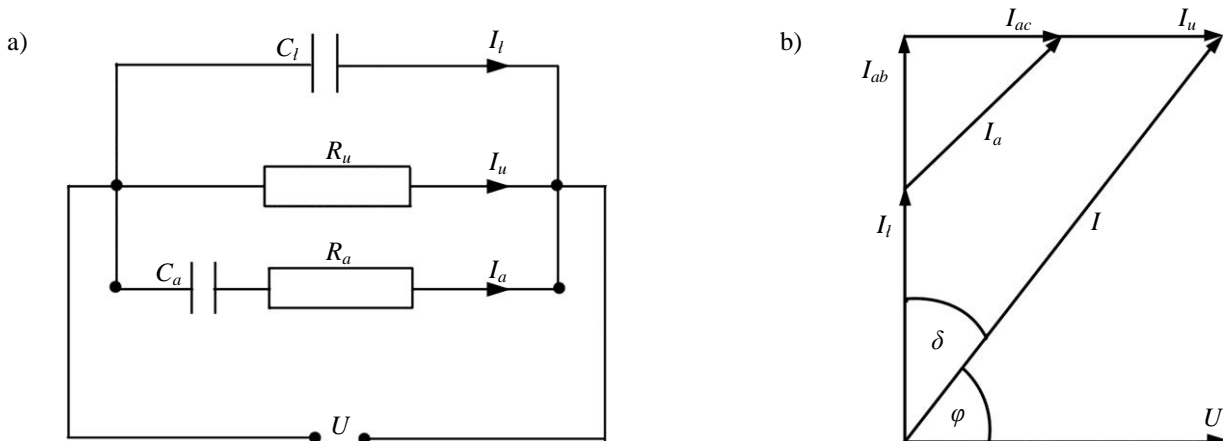 a)
C_l
I_l
R_u
I_u
C_a
R_a
I_a
U
b)
I_ac
I_u
I_ab
I_a
I_l
I
δ
φ
U